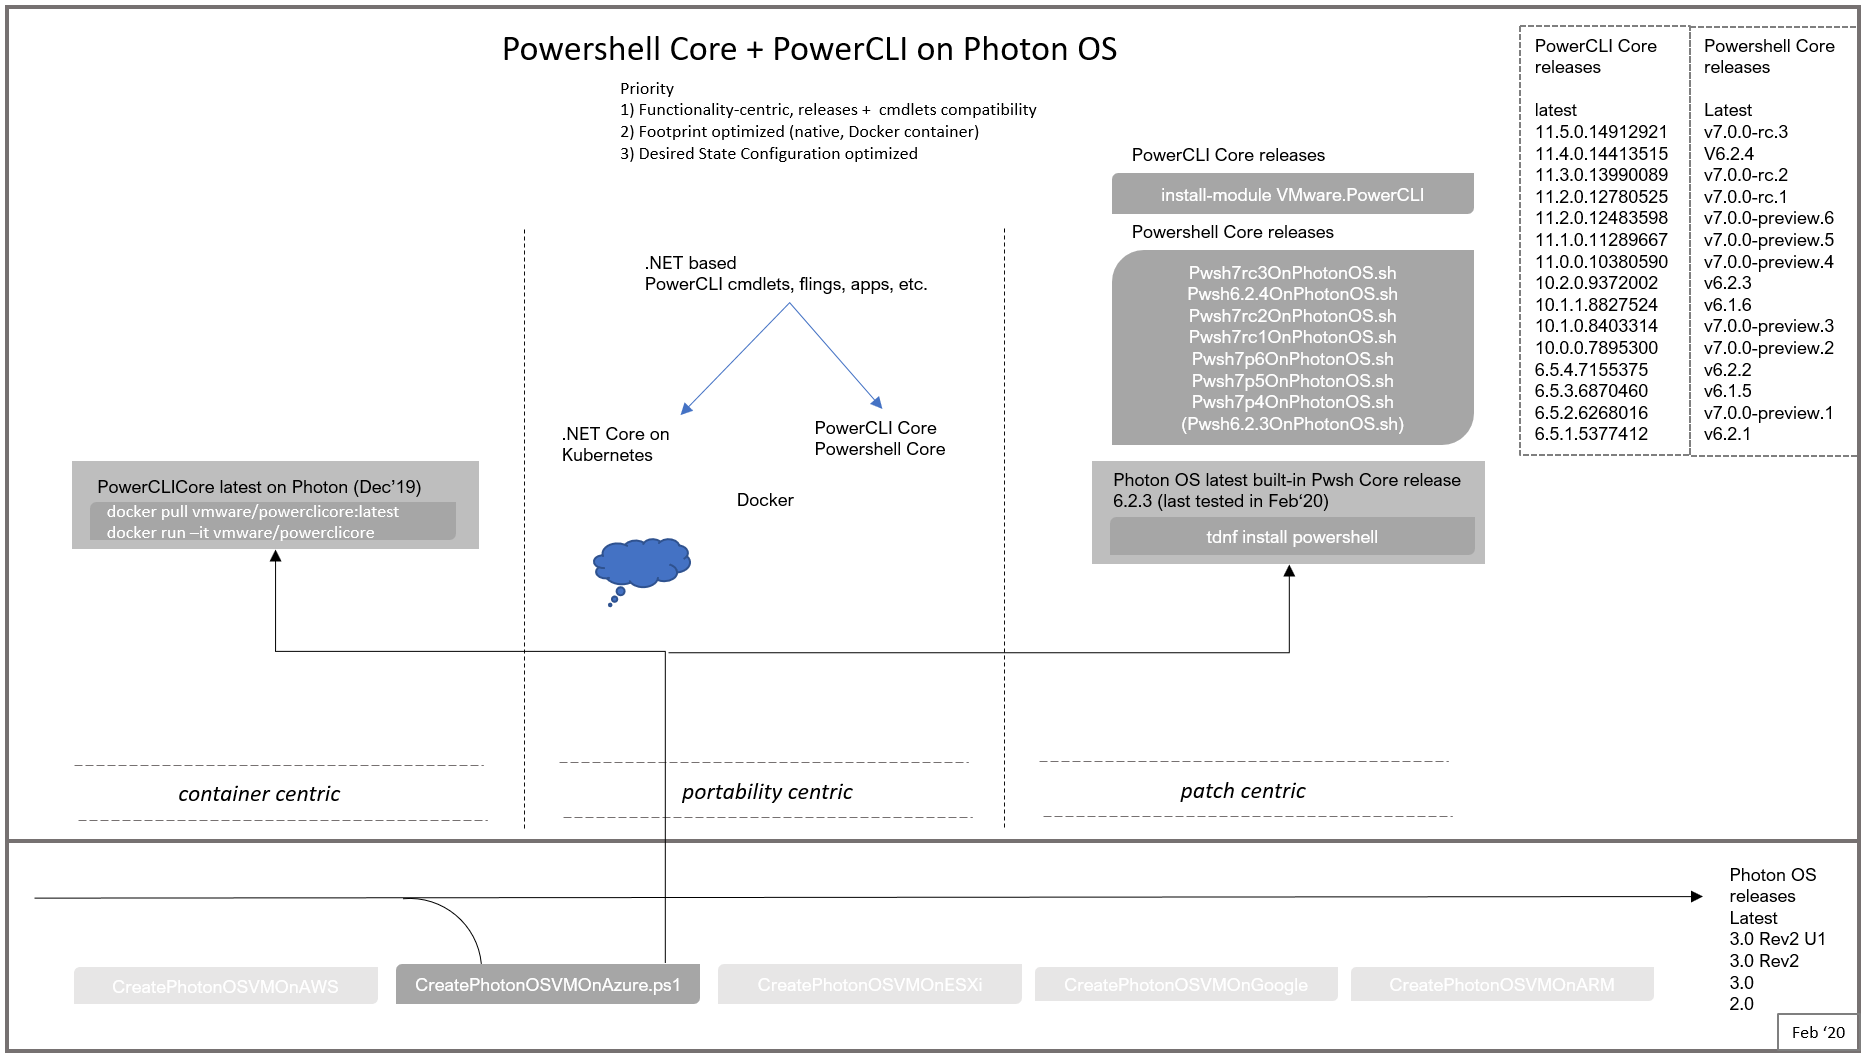 Powershell Core + PowerCLI on Photon OS
Priority
1) Functionality-centric, releases +  cmdlets compatibility
2) Footprint optimized (native, Docker container)
3) Desired State Configuration optimized
PowerCLICore latest on Photon (Dec’19)
docker pull vmware/powerclicore:latest
docker run –it vmware/powerclicore
container centric
.NET based
PowerCLI cmdlets, flings, apps, etc.
.NET Core on
Kubernetes
PowerCLI Core
Powershell Core
Docker
portability centric
PowerCLI Core releases
install-module VMware.PowerCLI
Powershell Core releases
Pwsh7rc3OnPhotonOS.sh
Pwsh6.2.4OnPhotonOS.sh
Pwsh7rc2OnPhotonOS.sh
Pwsh7rc1OnPhotonOS.sh
Pwsh7p6OnPhotonOS.sh
Pwsh7p5OnPhotonOS.sh
Pwsh7p4OnPhotonOS.sh
(Pwsh6.2.3OnPhotonOS.sh)
Photon OS latest built-in Pwsh Core release
6.2.3 (last tested in Feb‘20)
tdnf install powershell
patch centric
PowerCLI Core
releases
latest
11.5.0.14912921
11.4.0.14413515
11.3.0.13990089
11.2.0.12780525
11.2.0.12483598
11.1.0.11289667
11.0.0.10380590
10.2.0.9372002
10.1.1.8827524
10.1.0.8403314
10.0.0.7895300
6.5.4.7155375
6.5.3.6870460
6.5.2.6268016
6.5.1.5377412
Powershell Core
releases
Latest
v7.0.0-rc.3
V6.2.4
v7.0.0-rc.2
v7.0.0-rc.1
v7.0.0-preview.6
v7.0.0-preview.5
v7.0.0-preview.4
v6.2.3
v6.1.6
v7.0.0-preview.3
v7.0.0-preview.2
v6.2.2
v6.1.5
v7.0.0-preview.1
v6.2.1
CreatePhotonOSVMOnAWS
CreatePhotonOSVMOnAzure.ps1
CreatePhotonOSVMOnESXi
CreatePhotonOSVMOnGoogle
CreatePhotonOSVMOnARM
Photon OS
releases
Latest
3.0 Rev2 U1
3.0 Rev2
3.0
2.0
Feb ‘20